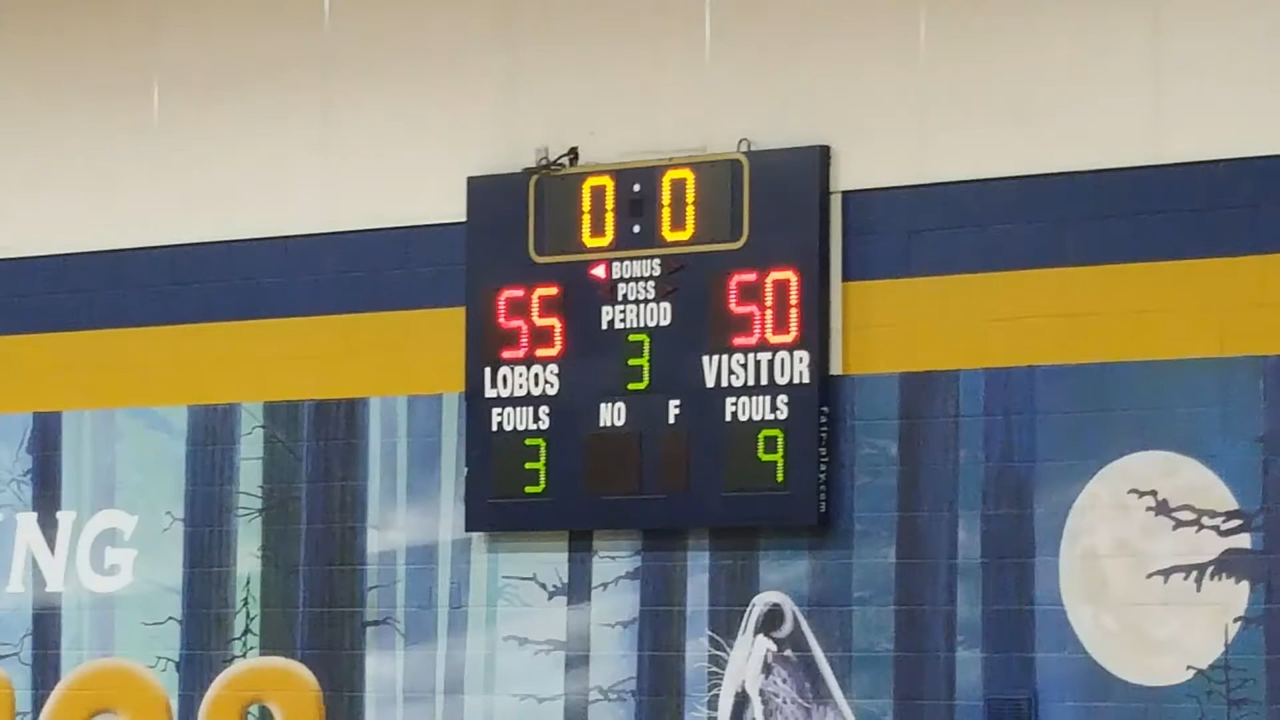 0:0
BONUS
POSS
PERIOD
55 3 50
LOBOS VISITOR
FOULS NO F FOULS
3 9
fair-play.com
NG